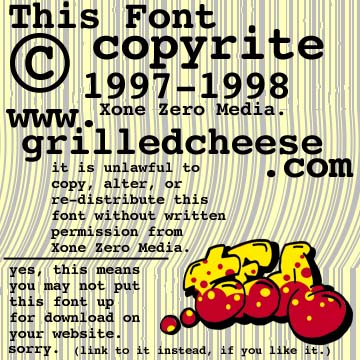 This Font
© copyrite
1997-1998
Xone Zero Media.
www.
grilledcheese
.com
it is unlawful to
copy, alter, or
re-distribute this
font without written
permission from
Xone Zero Media.
yes, this means
you may not put
this font up
for download on
your website.
sorry. (link to it instead, if you like it.)